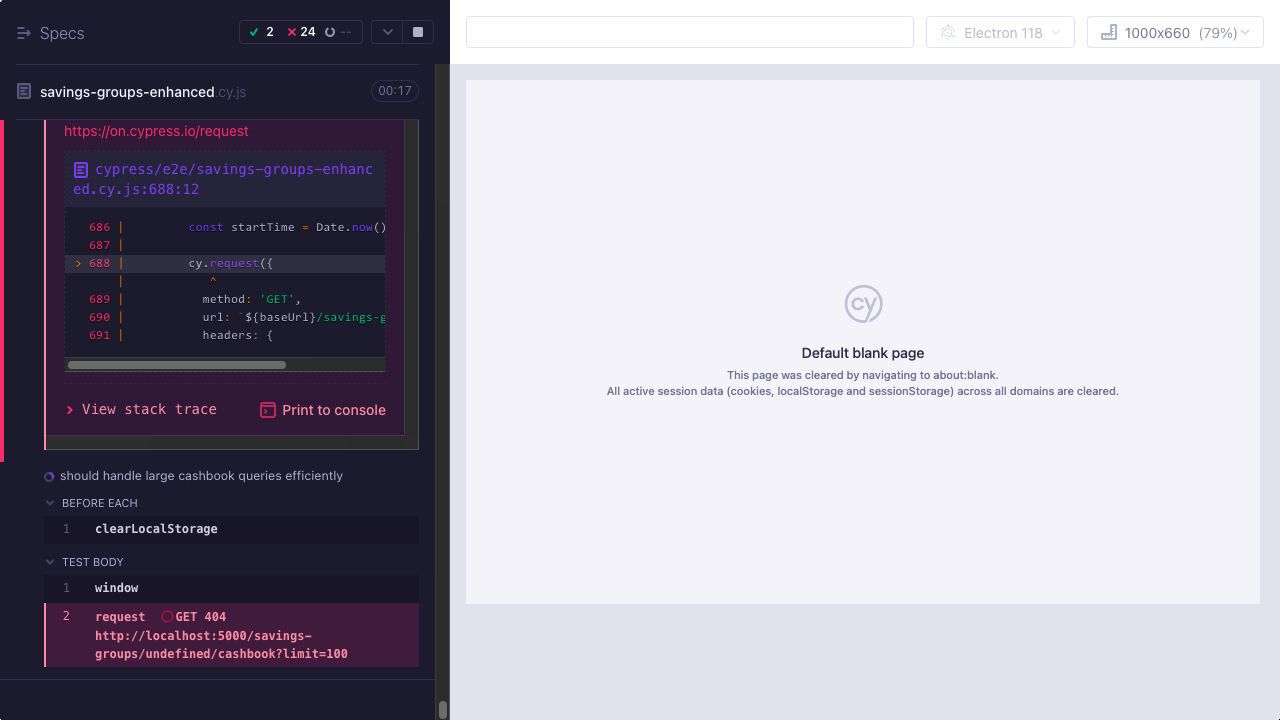 Specs
2
24
--
Electron 118
1000x660 (79%)
savings-groups-enhanced.cy.js
00:17
https://on.cypress.io/request
cypress/e2e/savings-groups-enhanc
ed.cy.js:688:12
686 | const startTime = Date.now()
687 |
> 688 | cy.request({
| ^
689 | method: 'GET',
690 | url: `${baseUrl}/savings-g
691 | headers: {
> View stack trace
Print to console
should handle large cashbook queries efficiently
BEFORE EACH
1 clearLocalStorage
TEST BODY
1 window
2 request GET 404
http://localhost:5000/savings-
groups/undefined/cashbook?limit=100
cy
Default blank page
This page was cleared by navigating to about:blank.
All active session data (cookies, localStorage and sessionStorage) across all domains are cleared.